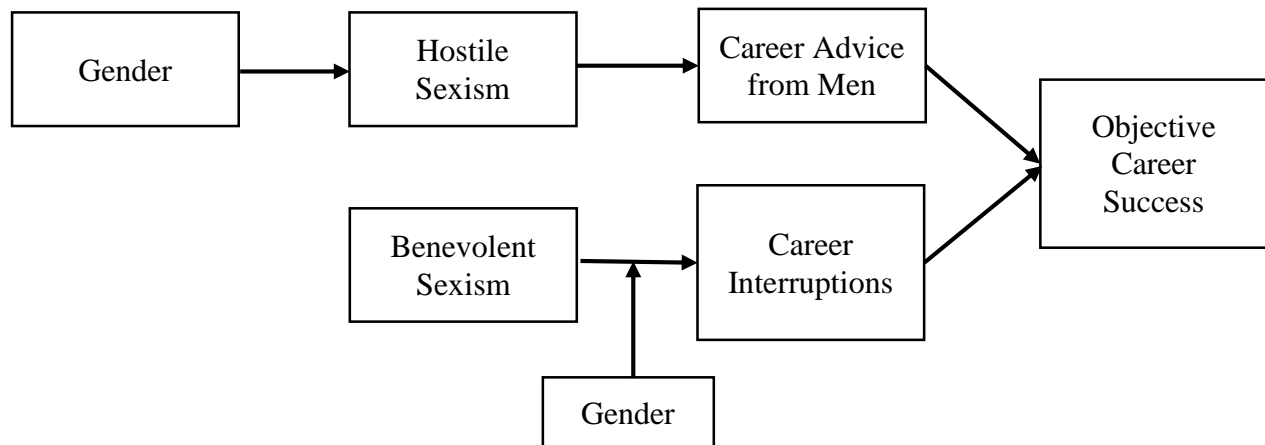 Gender
Hostile
Sexism
Career Advice
from Men
Objective
Career
Success
Benevolent
Sexism
Career
Interruptions
Gender